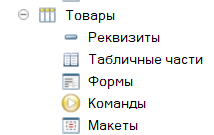 Товары
Реквизиты
Табличные части
Формы
Команды
Макеты